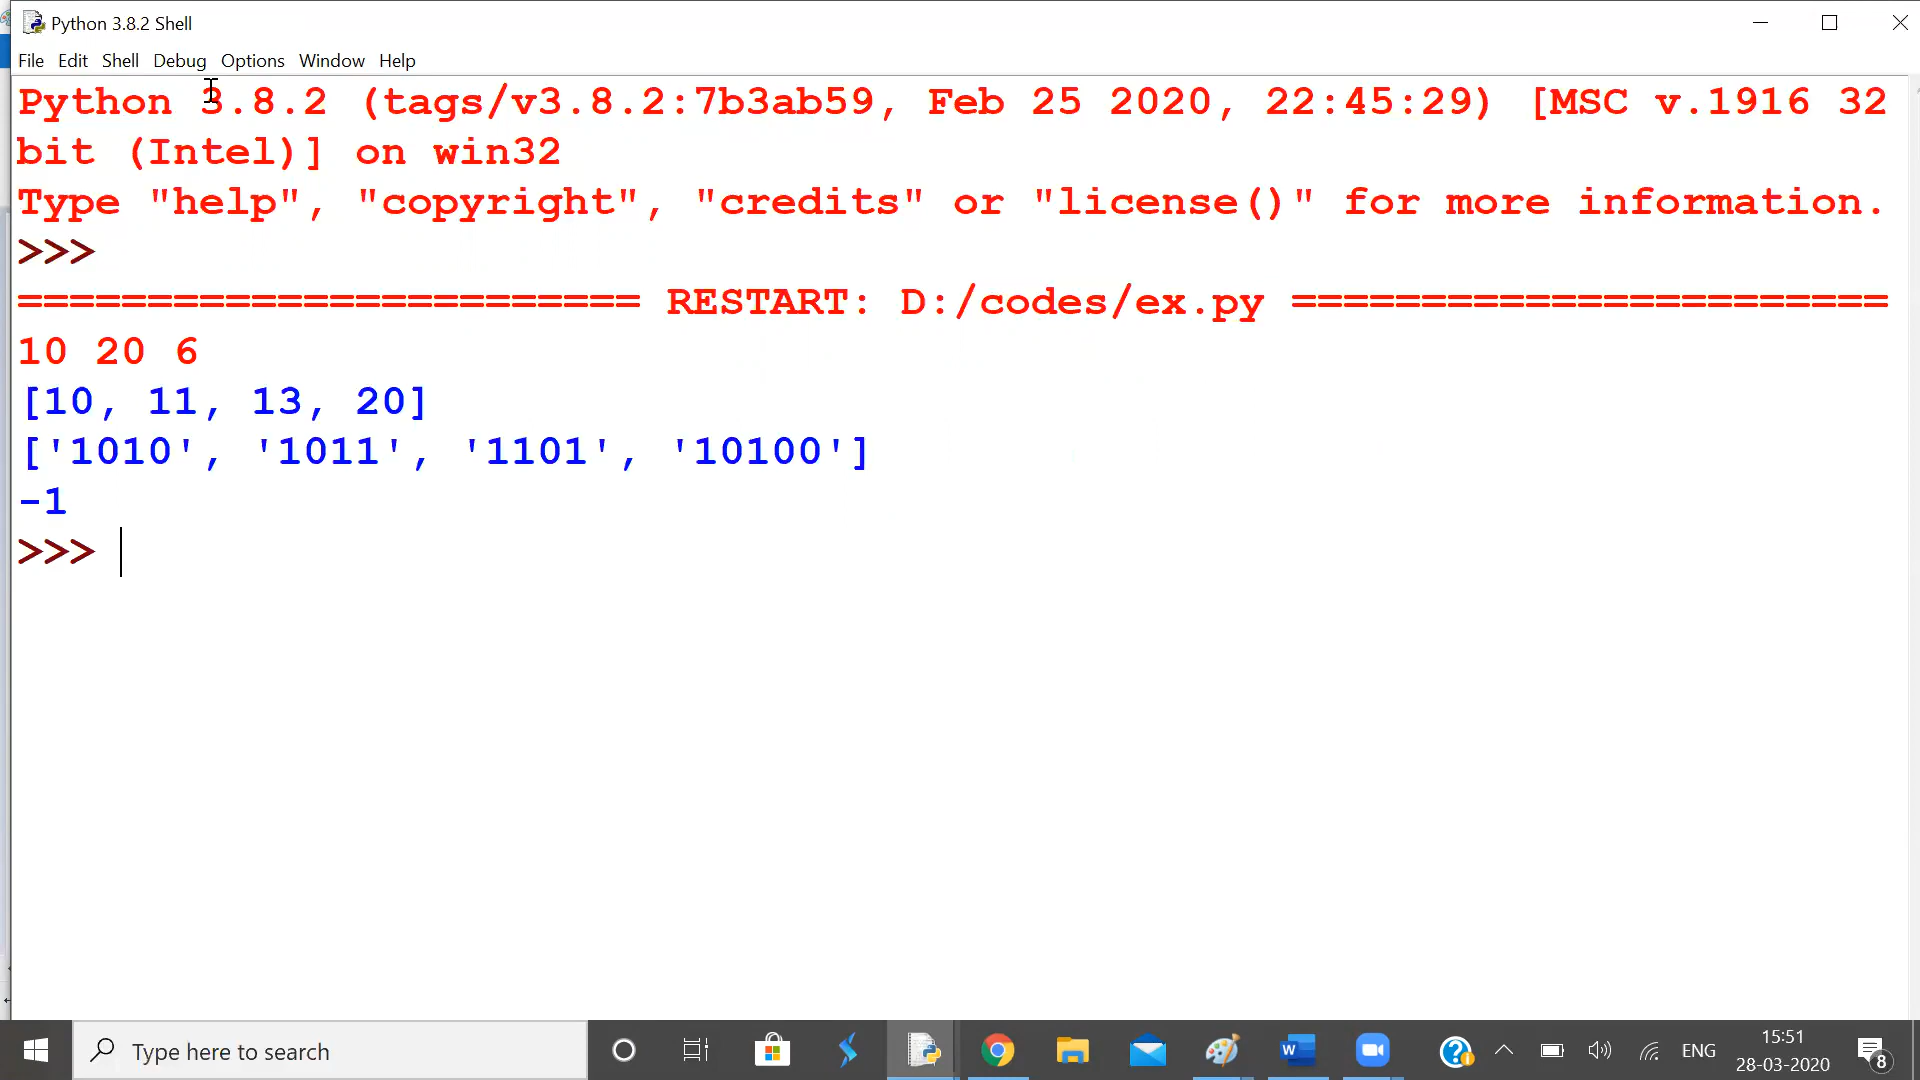 Python 3.8.2 Shell
File Edit Shell Debug Options Window Help
Python 3.8.2 (tags/v3.8.2:7b3ab59, Feb 25 2020, 22:45:29) [MSC v.1916 32
bit (Intel)] on win32
Type "help", "copyright", "credits" or "license()" for more information.
>>>
======================== RESTART: D:/codes/ex.py =======================
10 20 6
[10, 11, 13, 20]
['1010', '1011', '1101', '10100']
-1
>>>
Type here to search
W
?
ENG
15:51
28-03-2020
8